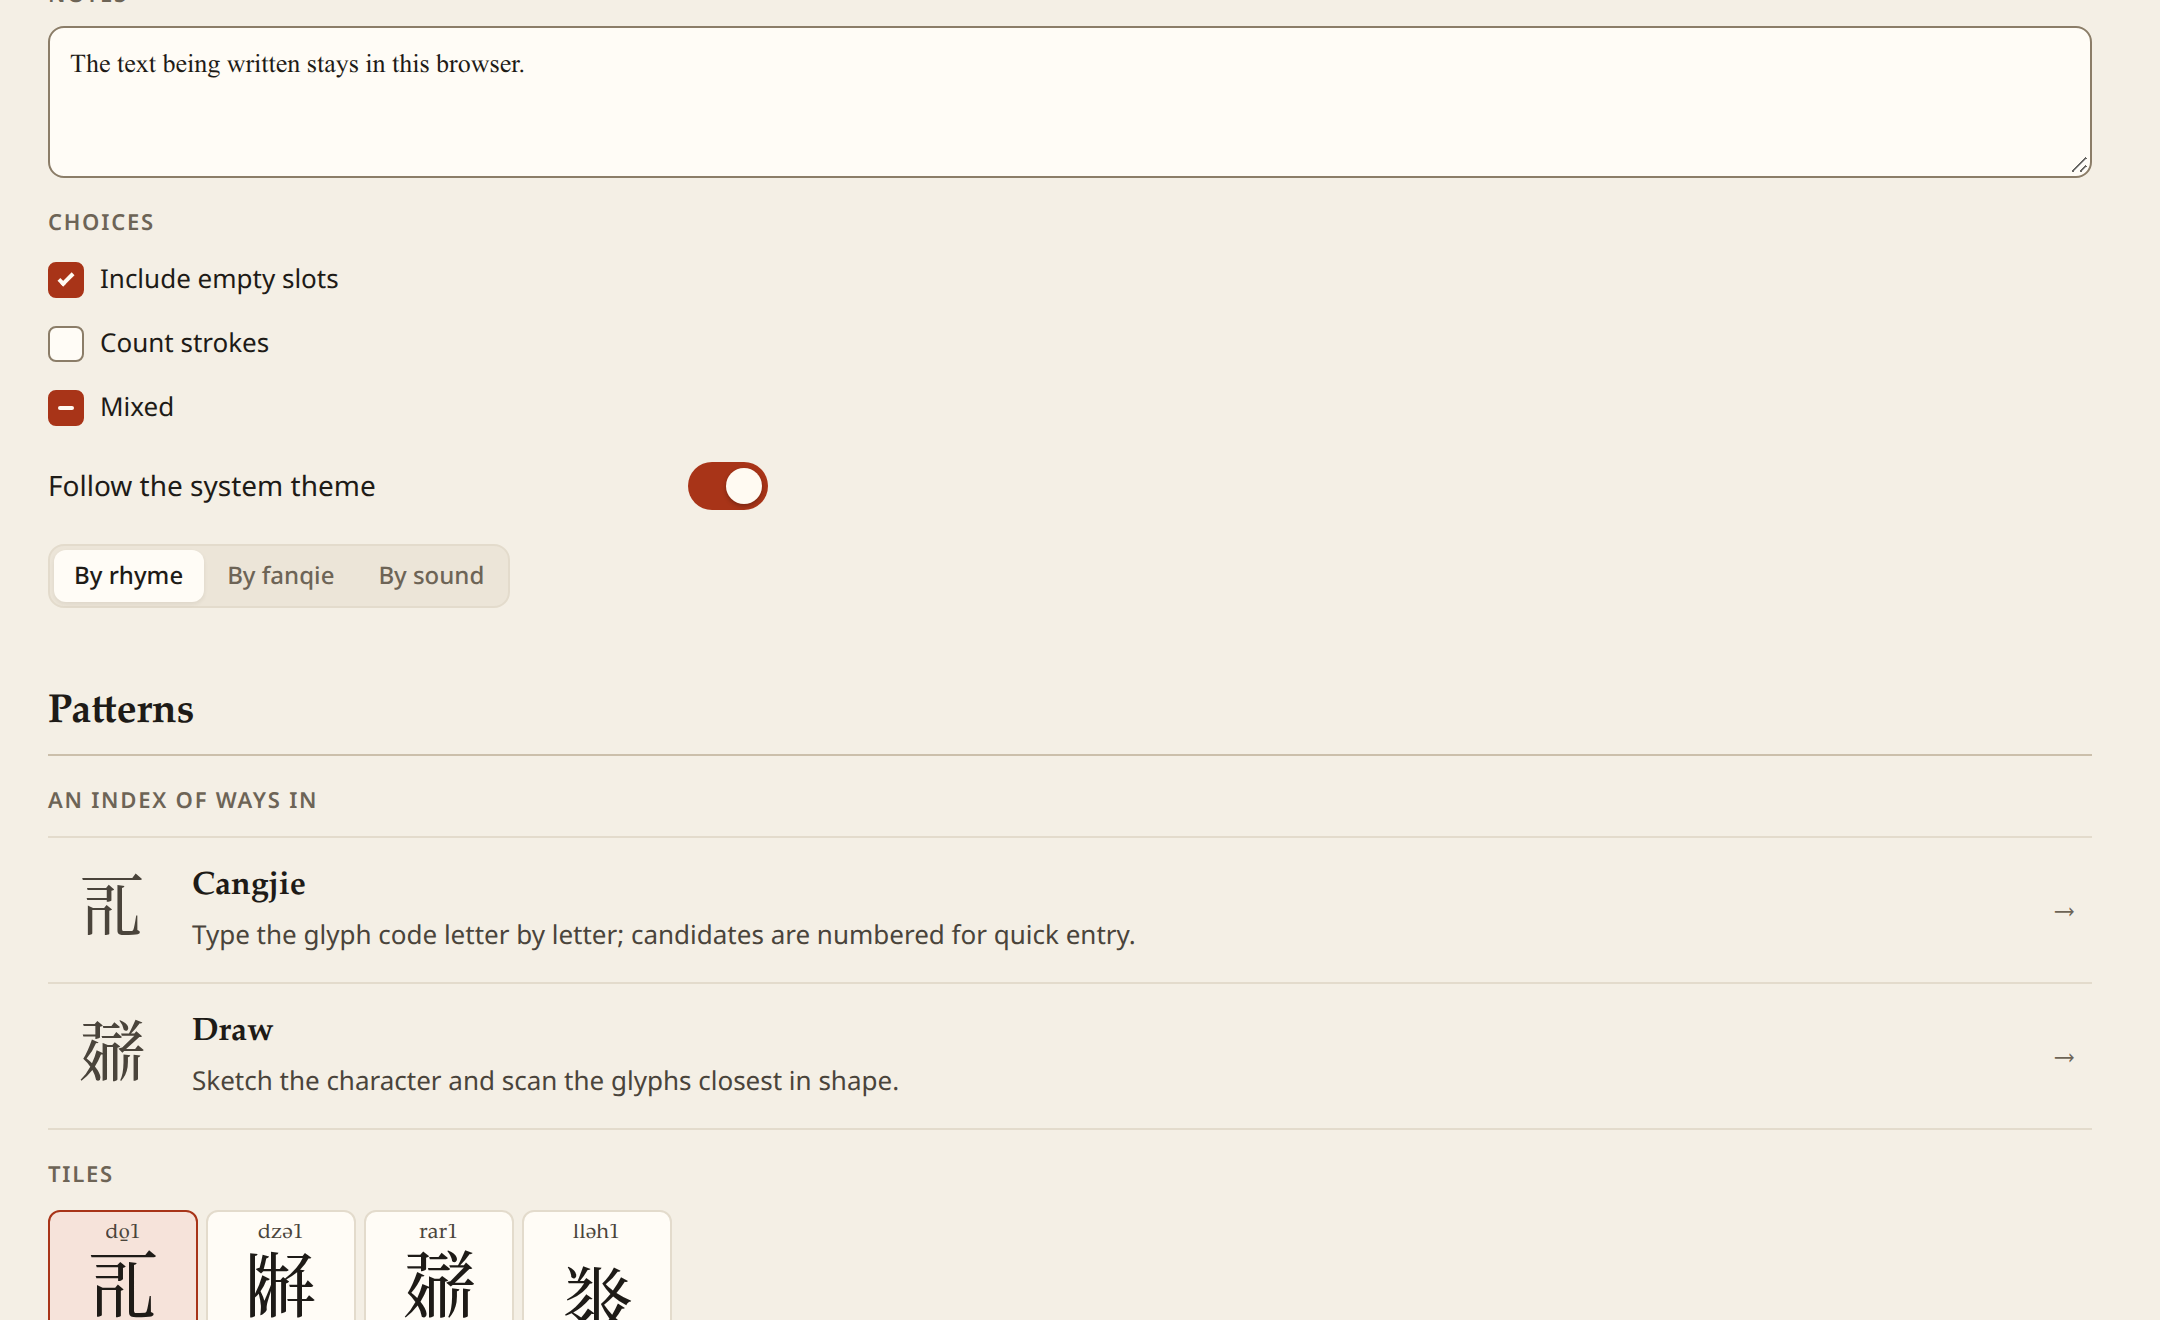 NOTES
The text being written stays in this browser.
CHOICES
Include empty slots
Count strokes
Mixed
Follow the system theme
By rhyme By fanqie By sound
Patterns
AN INDEX OF WAYS IN
Cangjie
Type the glyph code letter by letter; candidates are numbered for quick entry.
→
Draw
Sketch the character and scan the glyphs closest in shape.
→
TILES
dzə1 rar1 lləh1